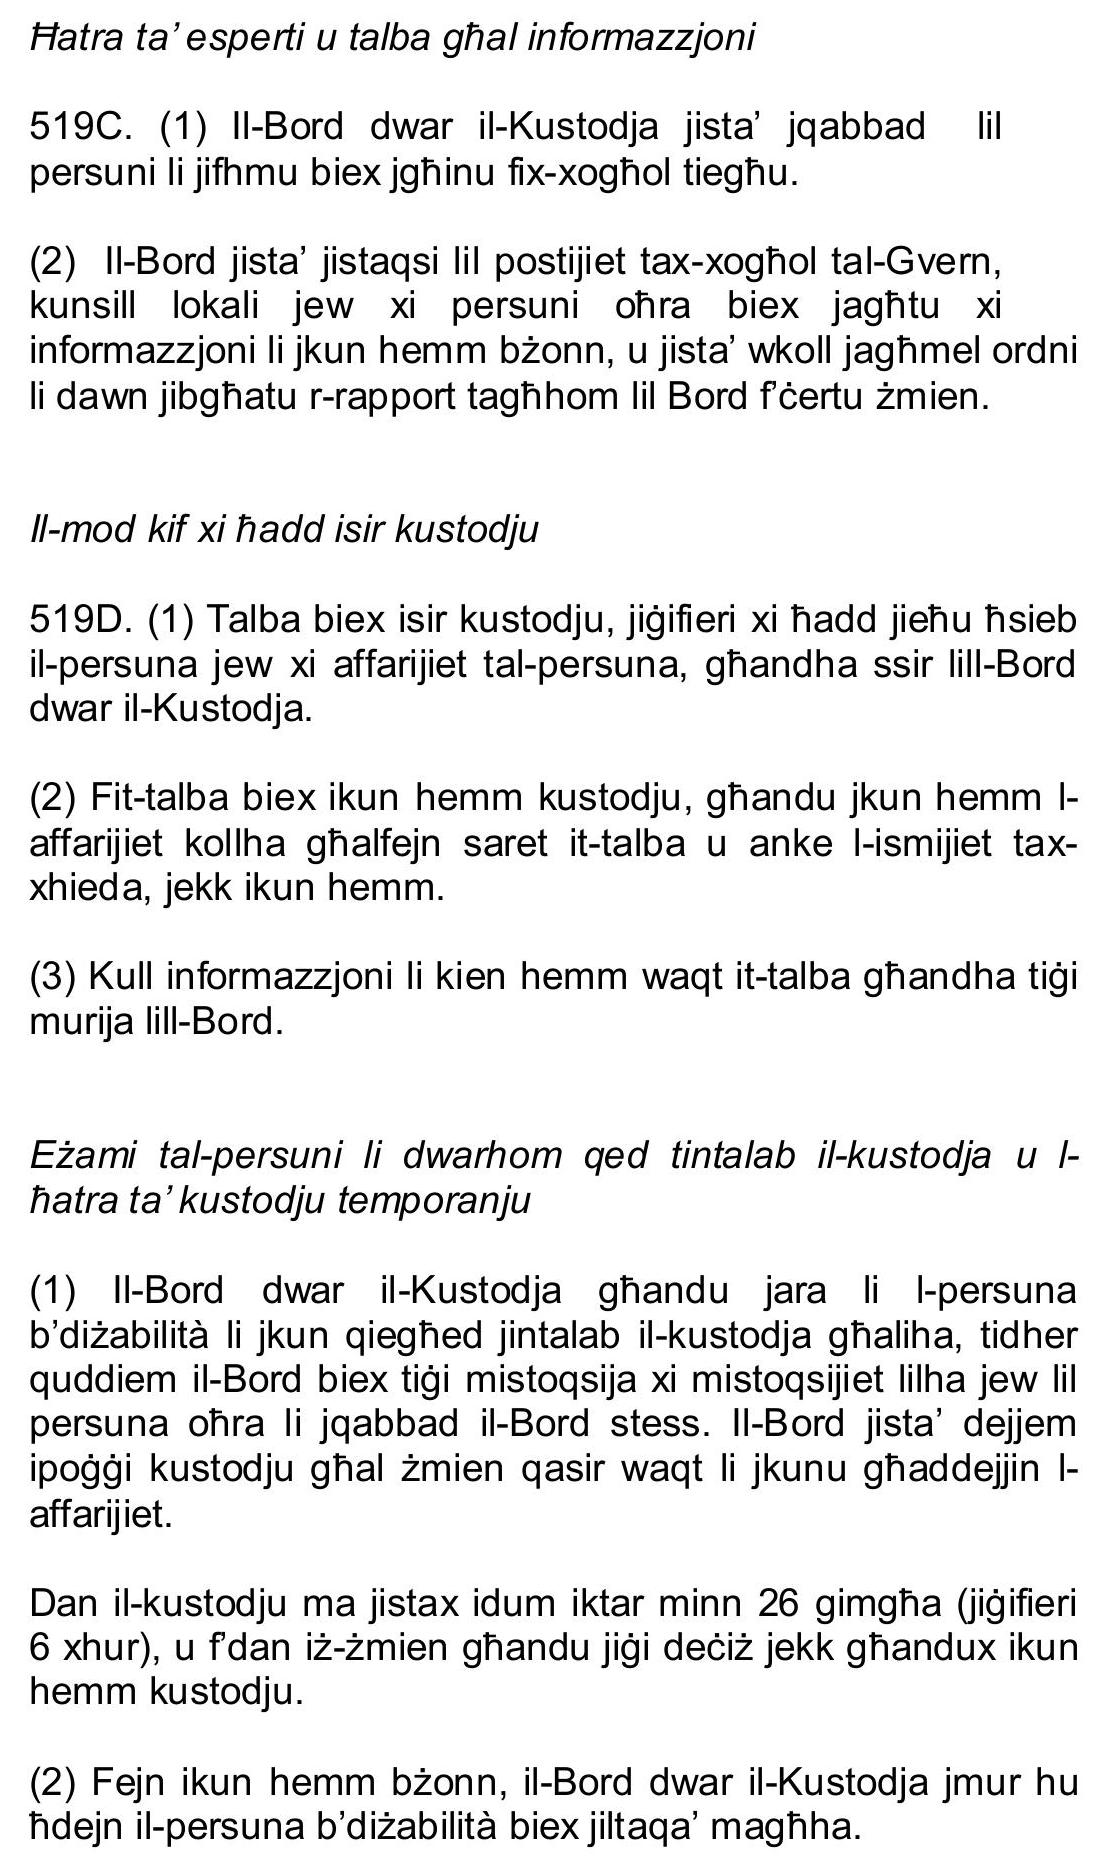 Ħatra ta’ esperti u talba għal informazzjoni
519C. (1) Il-Bord dwar il-Kustodja jista’ jqabbad lil
persuni li jifhmu biex jgħinu fix-xogħol tiegħu.
(2) Il-Bord jista’ jistaqsi lil postijiet tax-xogħol tal-Gvern,
kunsill lokali jew xi persuni oħra biex jagħtu xi
informazzjoni li jkun hemm bżonn, u jista’ wkoll jagħmel ordni
li dawn jibgħatu r-rapport tagħhom lil Bord f’ċertu żmien.
Il-mod kif xi ħadd isir kustodju
519D. (1) Talba biex isir kustodju, jiġifieri xi ħadd jieħu ħsieb
il-persuna jew xi affarijiet tal-persuna, għandha ssir lill-Bord
dwar il-Kustodja.
(2) Fit-talba biex ikun hemm kustodju, għandu jkun hemm l-
affarijiet kollha għalfejn saret it-talba u anke l-ismijiet tax-
xhieda, jekk ikun hemm.
(3) Kull informazzjoni li kien hemm waqt it-talba għandha tiġi
murija lill-Bord.
Eżami tal-persuni li dwarhom qed tintalab il-kustodja u l-
ħatra ta’ kustodju temporanju
(1) Il-Bord dwar il-Kustodja għandu jara li l-persuna
b’diżabilità li jkun qiegħed jintalab il-kustodja għaliha, tidher
quddiem il-Bord biex tiġi mistoqsija xi mistoqsijiet lilha jew lil
persuna oħra li jqabbad il-Bord stess. Il-Bord jista’ dejjem
ipoġġi kustodju għal żmien qasir waqt li jkunu għaddejjin l-
affarijiet.
Dan il-kustodju ma jistax idum iktar minn 26 gimgħa (jiġifieri
6 xhur), u f’dan iż-żmien għandu jiġi deċiż jekk għandux ikun
hemm kustodju.
(2) Fejn ikun hemm bżonn, il-Bord dwar il-Kustodja jmur hu
ħdejn il-persuna b’diżabilità biex jiltaqa’ magħha.